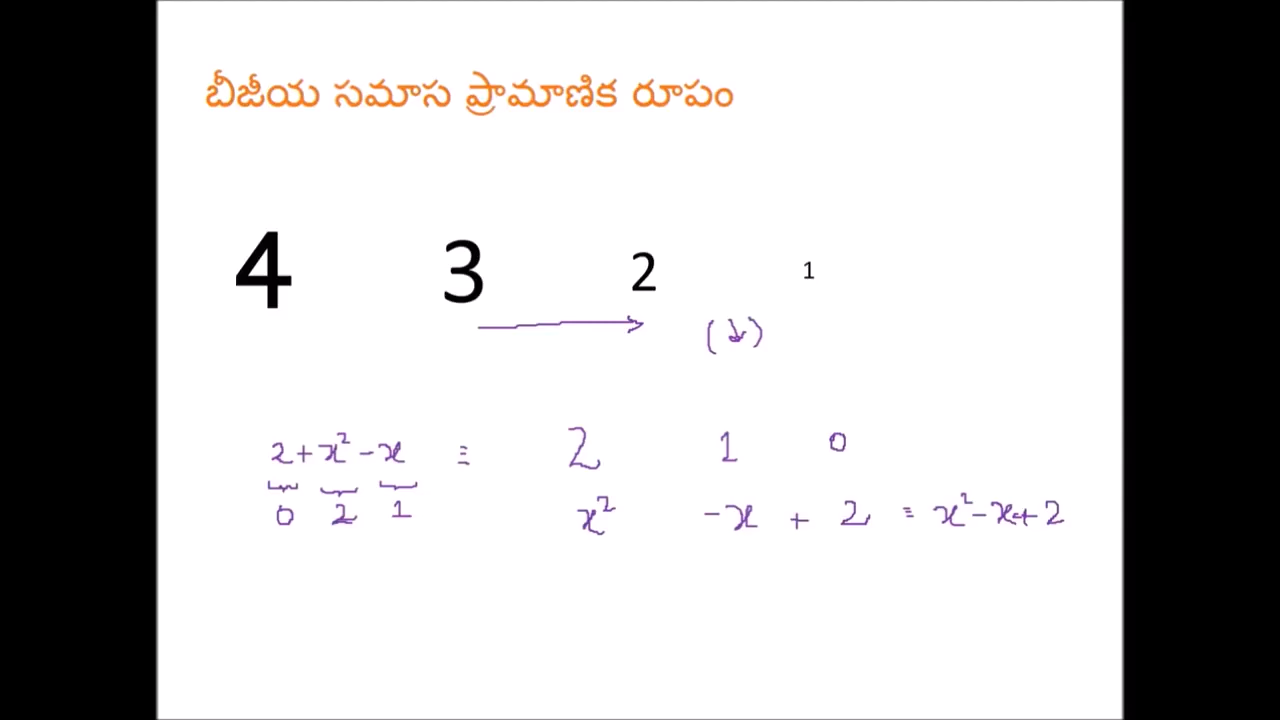 బీజీయ సమాస ప్రామాణిక రూపం
4 3 2 1
(↓)
2+x²-x ≡ 2 1 0
0 2 1 x² -x + 2 ≡ x²-x+2